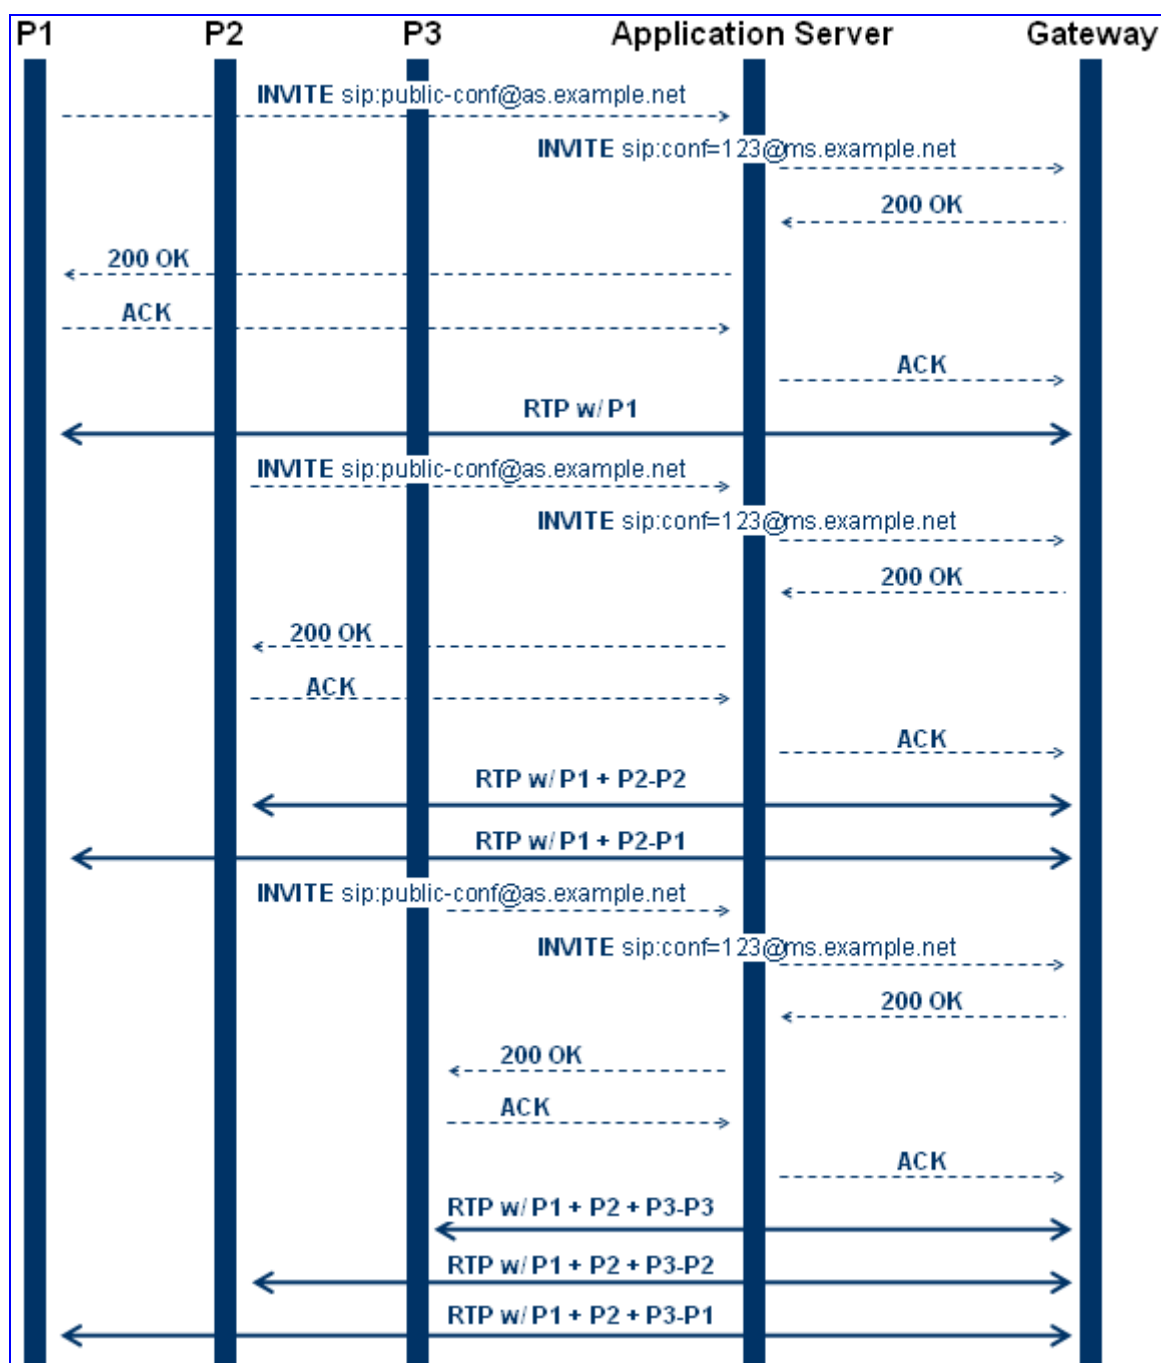 P1 P2 P3 Application Server Gateway
INVITE sip:public-conf@as.example.net
INVITE sip:conf=123@ms.example.net
200 OK
200 OK
ACK
ACK
RTP w/ P1
INVITE sip:public-conf@as.example.net
INVITE sip:conf=123@ms.example.net
200 OK
200 OK
ACK
ACK
RTP w/ P1 + P2-P2
RTP w/ P1 + P2-P1
INVITE sip:public-conf@as.example.net
INVITE sip:conf=123@ms.example.net
200 OK
200 OK
ACK
ACK
RTP w/ P1 + P2 + P3-P3
RTP w/ P1 + P2 + P3-P2
RTP w/ P1 + P2 + P3-P1